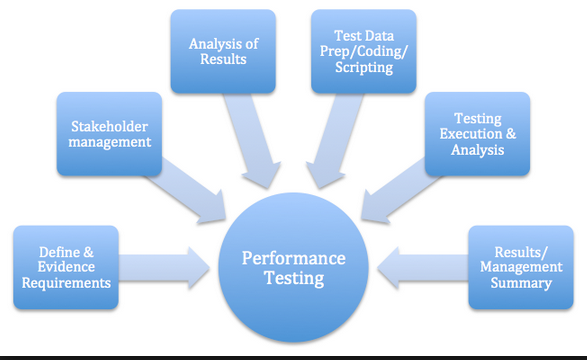 Analysis of
Results
Test Data
Prep/Coding/
Scripting
Stakeholder
management
Testing
Execution &
Analysis
Define &
Evidence
Requirements
Performance
Testing
Results/
Management
Summary